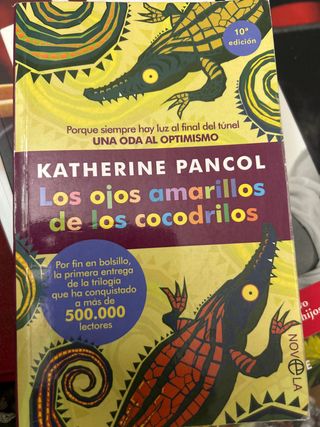 10ª
edición
Porque siempre hay luz al final del túnel
UNA ODA AL OPTIMISMO
KATHERINE PANCOL
Los ojos amarillos
de los cocodrilos
Por fin en bolsillo,
la primera entrega
de la trilogía
que ha conquistado
a más de
500.000
lectores
NOVELA